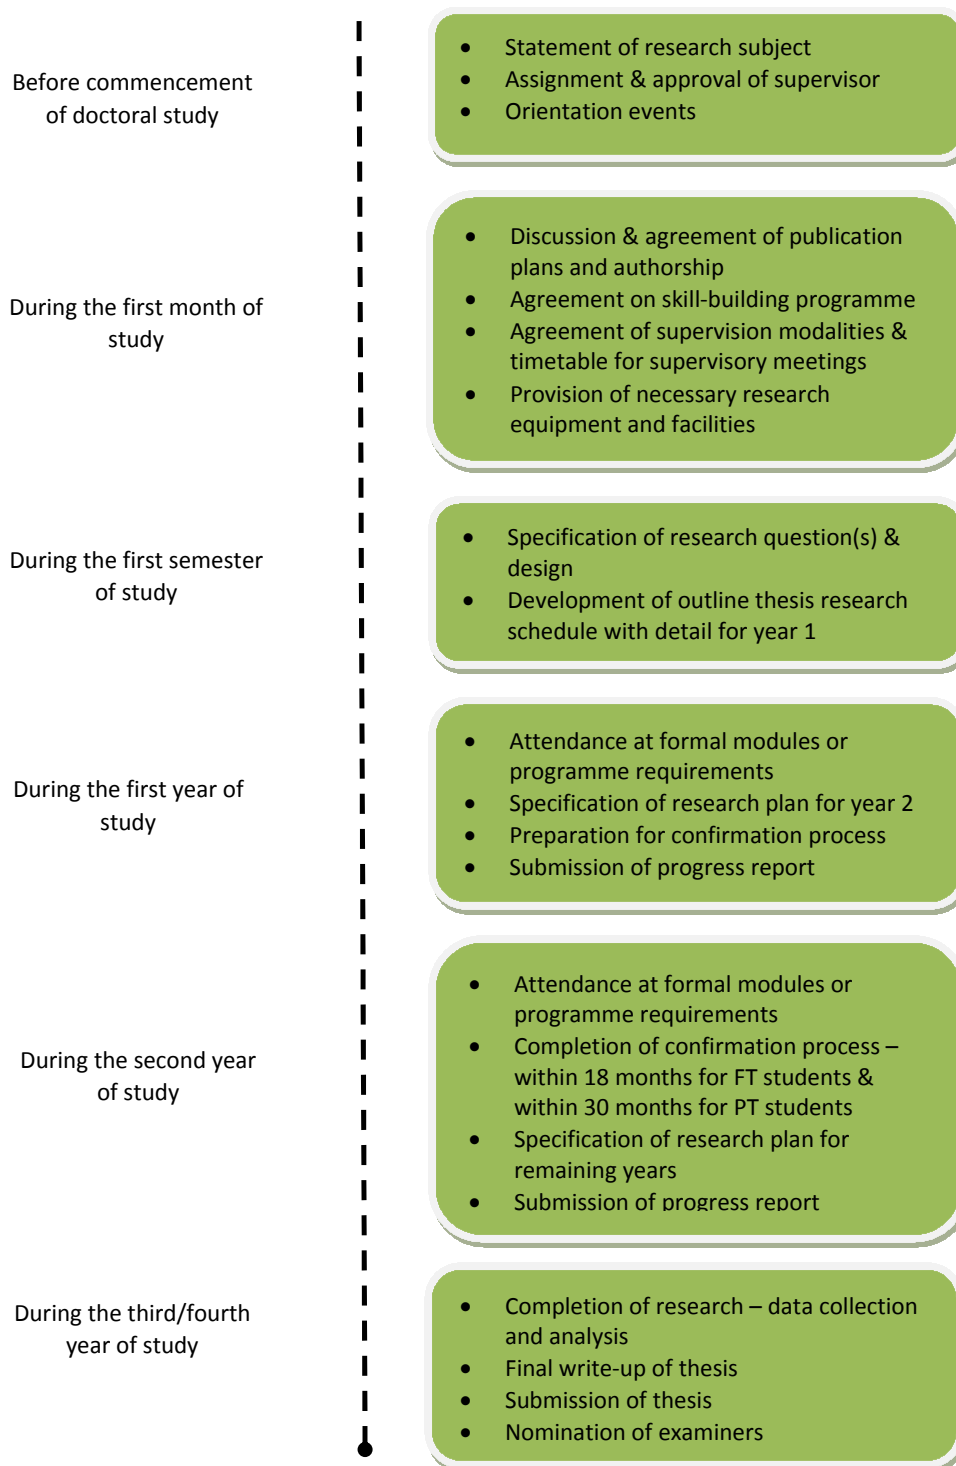 Before commencement
of doctoral study
• Statement of research subject
• Assignment & approval of supervisor
• Orientation events
During the first month of
study
• Discussion & agreement of publication
plans and authorship
• Agreement on skill-building programme
• Agreement of supervision modalities &
timetable for supervisory meetings
• Provision of necessary research
equipment and facilities
During the first semester
of study
• Specification of research question(s) &
design
• Development of outline thesis research
schedule with detail for year 1
During the first year of
study
• Attendance at formal modules or
programme requirements
• Specification of research plan for year 2
• Preparation for confirmation process
• Submission of progress report
During the second year
of study
• Attendance at formal modules or
programme requirements
• Completion of confirmation process –
within 18 months for FT students &
within 30 months for PT students
• Specification of research plan for
remaining years
• Submission of progress report
During the third/fourth
year of study
• Completion of research – data collection
and analysis
• Final write-up of thesis
• Submission of thesis
• Nomination of examiners